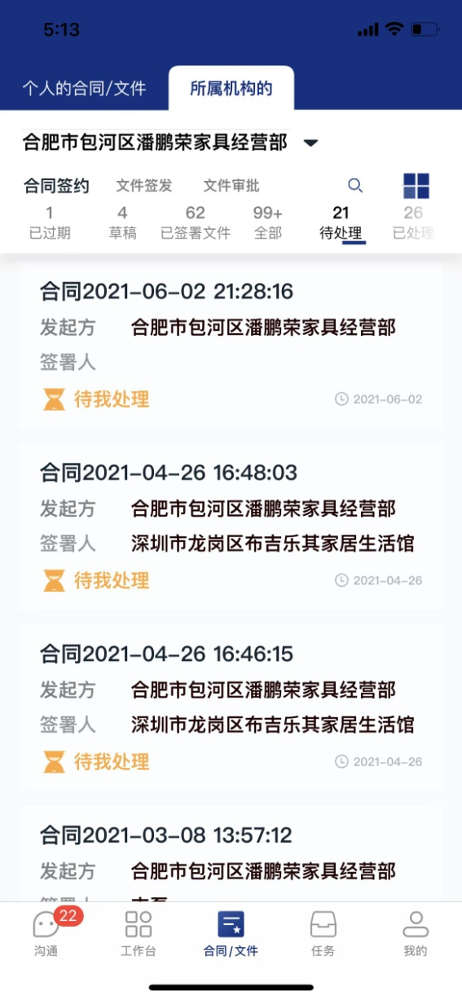 5:13
个人的合同/文件 所属机构的
合肥市包河区潘鹏荣家具经营部
合同签约 文件签发 文件审批
1 4 62 99+ 21 26
已过期 草稿 已签署文件 全部 待处理 已处理
合同2021-06-02 21:28:16
发起方 合肥市包河区潘鹏荣家具经营部
签署人
待我处理 2021-06-02
合同2021-04-26 16:48:03
发起方 合肥市包河区潘鹏荣家具经营部
签署人 深圳市龙岗区布吉乐其家居生活馆
待我处理 2021-04-26
合同2021-04-26 16:46:15
发起方 合肥市包河区潘鹏荣家具经营部
签署人 深圳市龙岗区布吉乐其家居生活馆
待我处理 2021-04-26
合同2021-03-08 13:57:12
发起方 合肥市包河区潘鹏荣家具经营部
22
沟通 工作台 合同/文件 任务 我的